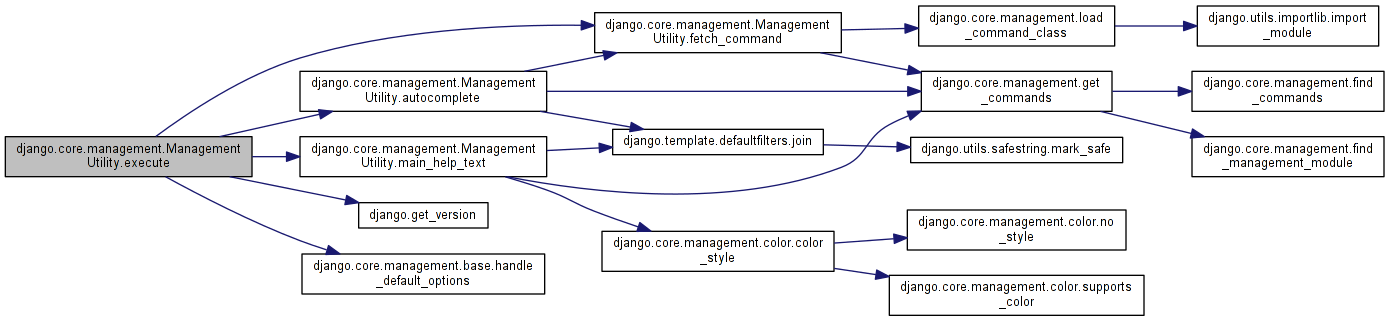 django.core.management.Management
Utility.execute
django.core.management.Management
Utility.autocomplete
django.core.management.Management
Utility.main_help_text
django.get_version
django.core.management.base.handle
_default_options
django.core.management.Management
Utility.fetch_command
django.template.defaultfilters.join
django.core.management.color.color
_style
django.core.management.load
_command_class
django.core.management.get
_commands
django.utils.safestring.mark_safe
django.core.management.color.no
_style
django.core.management.color.supports
_color
django.utils.importlib.import
_module
django.core.management.find
_commands
django.core.management.find
_management_module